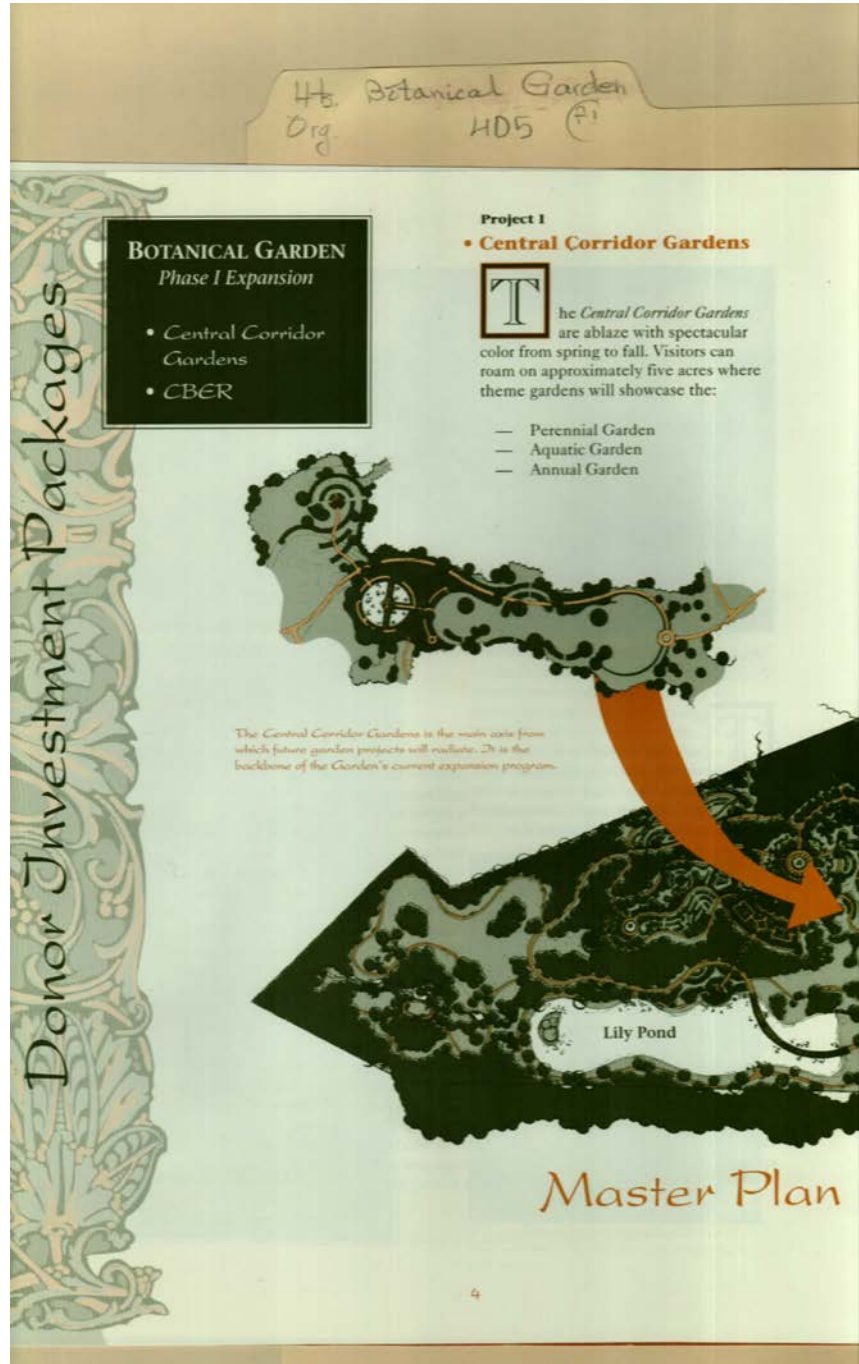 4b. Botanical Garden
Org. 4D5 P1
Donor Investment Packages
BOTANICAL GARDEN
Phase I Expansion
• Central Corridor
Gardens
• CBER
Project 1
• Central Corridor Gardens
The Central Corridor Gardens
are ablaze with spectacular
color from spring to fall. Visitors can
roam on approximately five acres where
theme gardens will showcase the:
— Perennial Garden
— Aquatic Garden
— Annual Garden
The Central Corridor Gardens is the main axis from
which future garden projects will radiate. It is the
backbone of the Garden's current expansion program.
Lily Pond
Master Plan
4